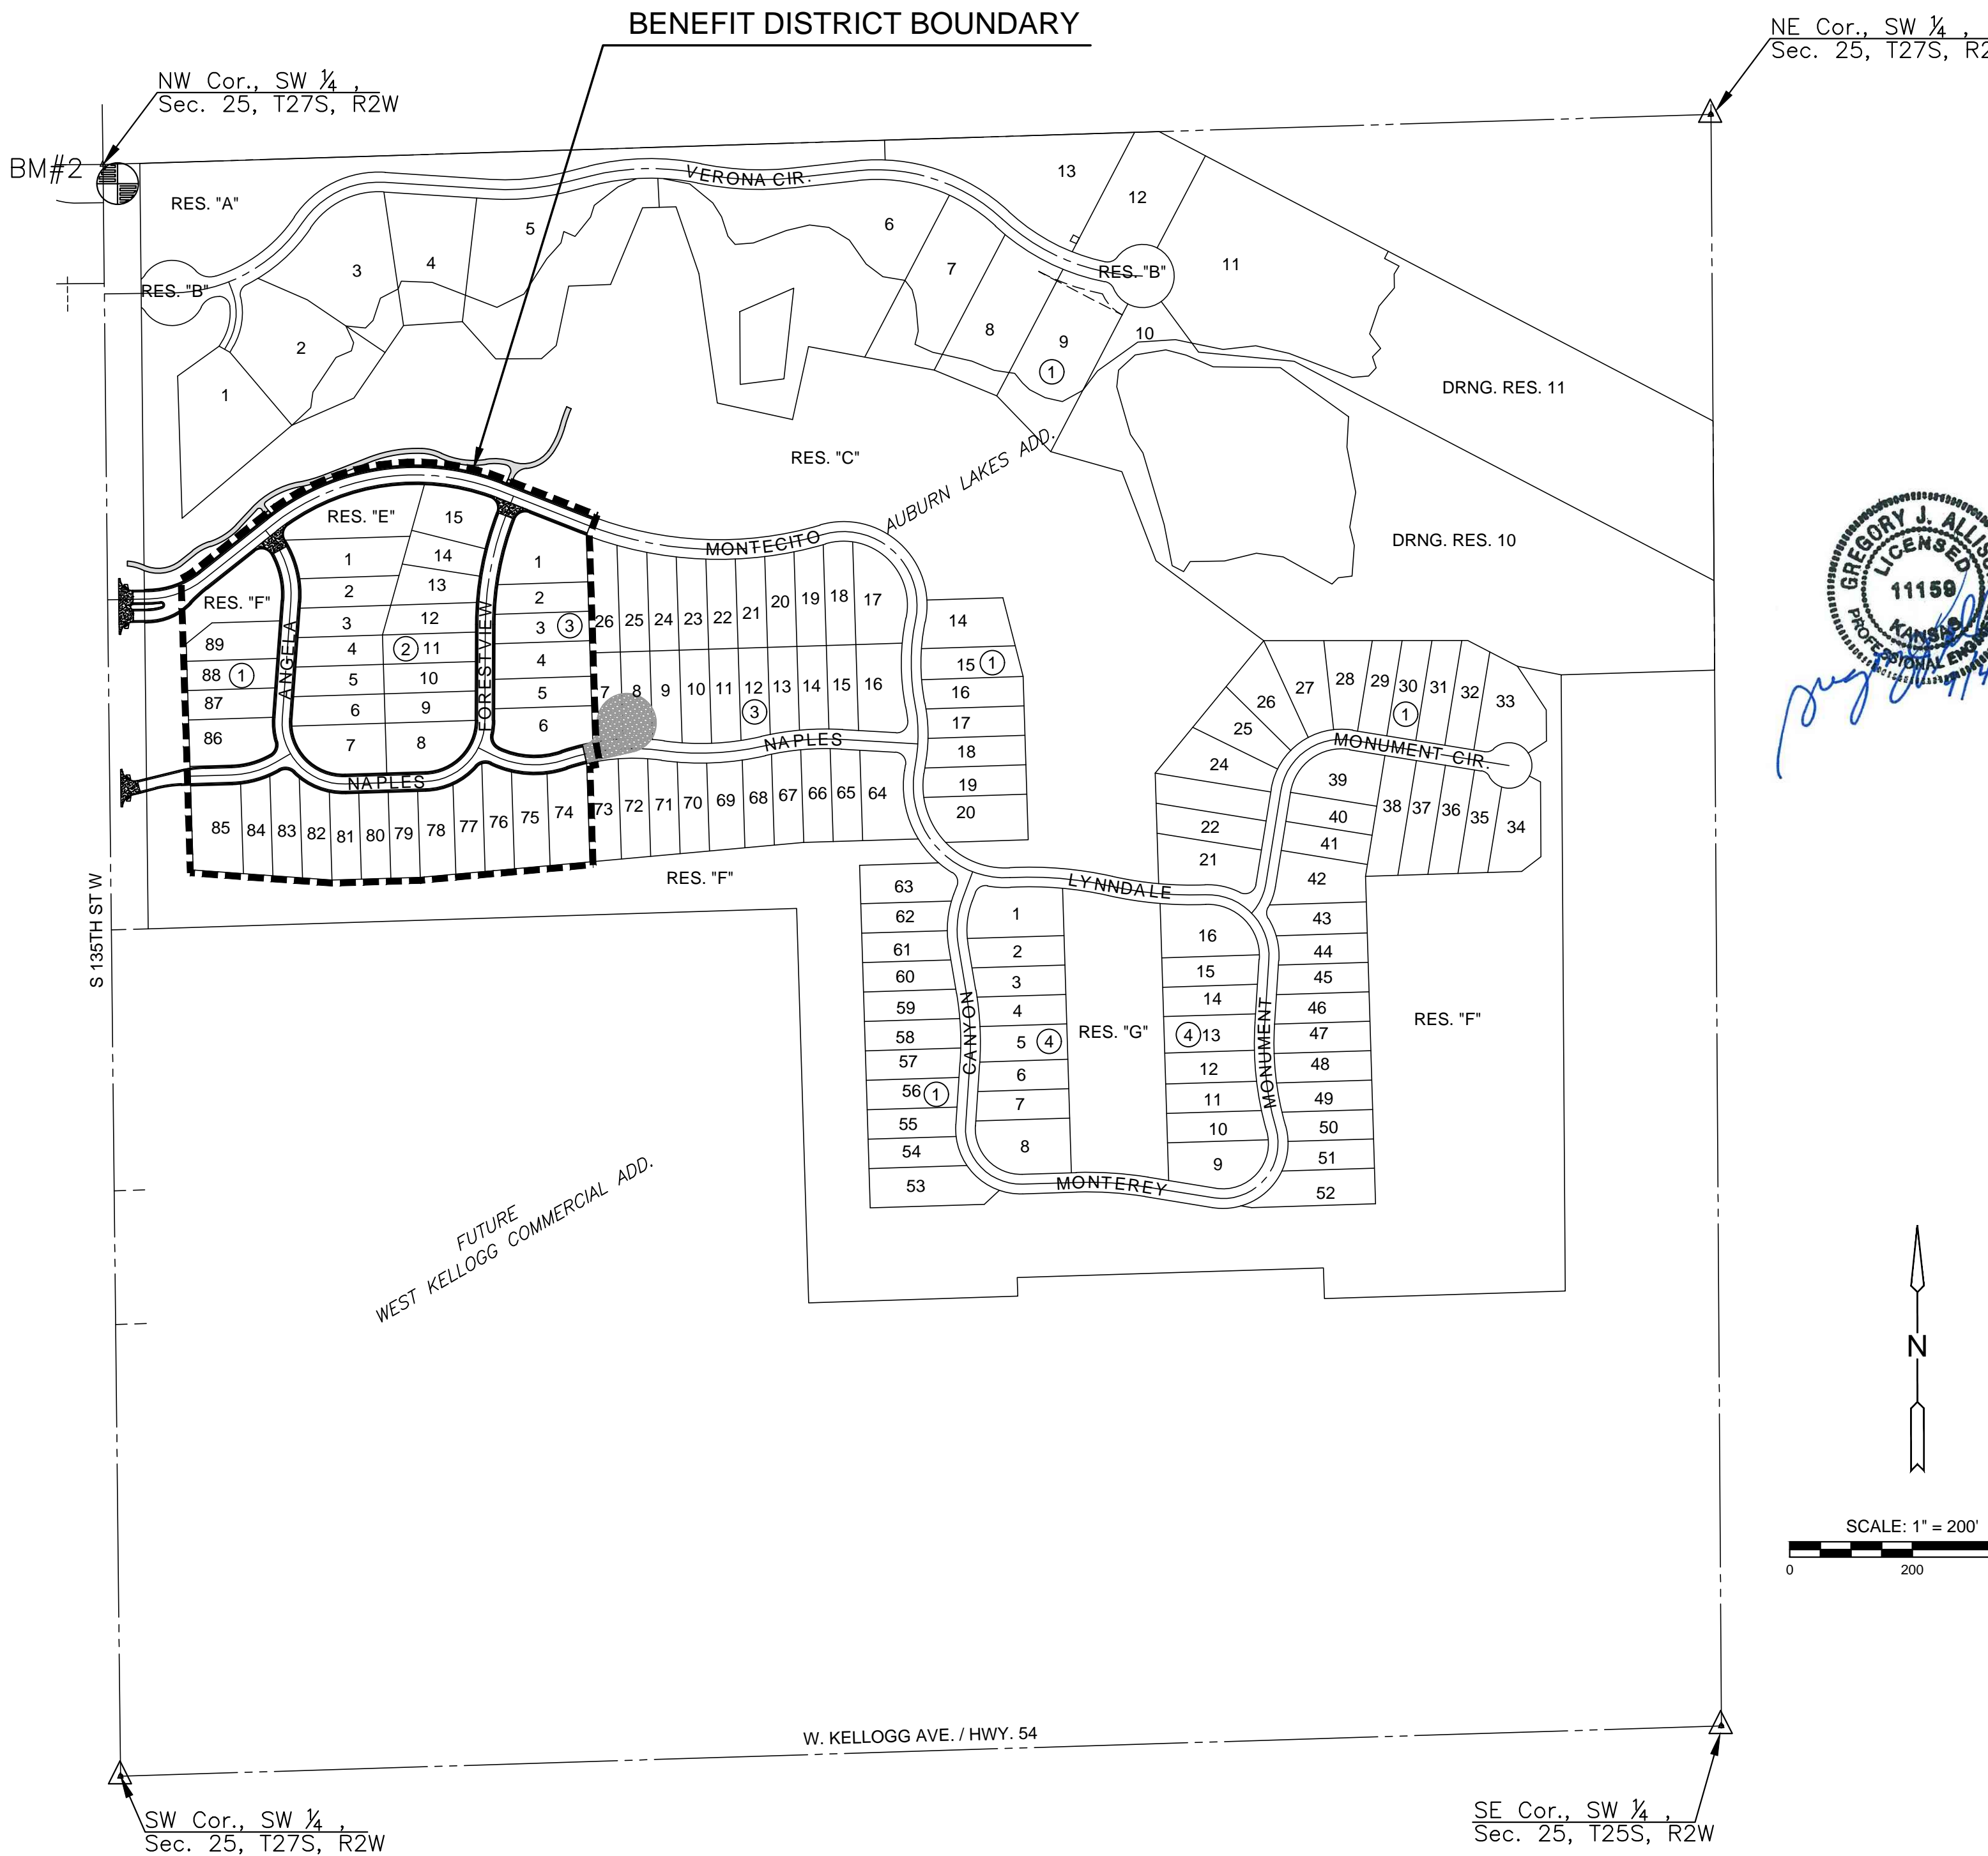 BENEFIT DISTRICT BOUNDARY
NE Cor., SW ¼ ,
Sec. 25, T27S,
NW Cor., SW ¼ ,
Sec. 25, T27S, R2W
BM#2
RES. "A"
VERONA CIR.
13
12
5
6
3
4
7
RES. "B"
11
RES. "B"
2
8
9
10
1
1
DRNG. RES. 11
RES. "C"
AUBURN LAKES ADD.
DRNG. RES. 10
GREGORY J.
LICENSED
11159
KANSAS
PROFESSIONAL
RES. "E"
15
MONTECITO
1
14
1
2
13
2
RES. "F"
3
12
3
3
89
4
2
11
4
88
1
5
10
5
87
6
9
6
86
7
8
ANGELA
FORESTVIEW
26 25 24 23 22 21 20 19 18 17
7 8 9 10 11 12 13 14 15 16
3
NAPLES
NAPLES
85 84 83 82 81 80 79 78 77 76 75 74 73 72 71 70 69 68 67 66 65 64
RES. "F"
14
15
1
16
17
18
19
20
33
32
31
30
29
28
27
26
25
24
1
MONUMENT CIR.
39
40
41
38 37 36 35 34
22
21
42
LYNNDALE
63
62
61
60
59
58
57
56
1
55
54
53
CANYON
1
2
3
4
5
4
6
7
8
RES. "G"
16
15
14
4
13
12
11
10
9
MONUMENT
43
44
45
46
47
48
49
50
51
52
RES. "F"
MONTEREY
S 135TH ST W
FUTURE
WEST KELLOGG COMMERCIAL ADD.
N
SCALE: 1" = 200'
0
200
W. KELLOGG AVE. / HWY. 54
SW Cor., SW ¼ ,
Sec. 25, T27S, R2W
SE Cor., SW ¼ ,
Sec. 25, T25S, R2W